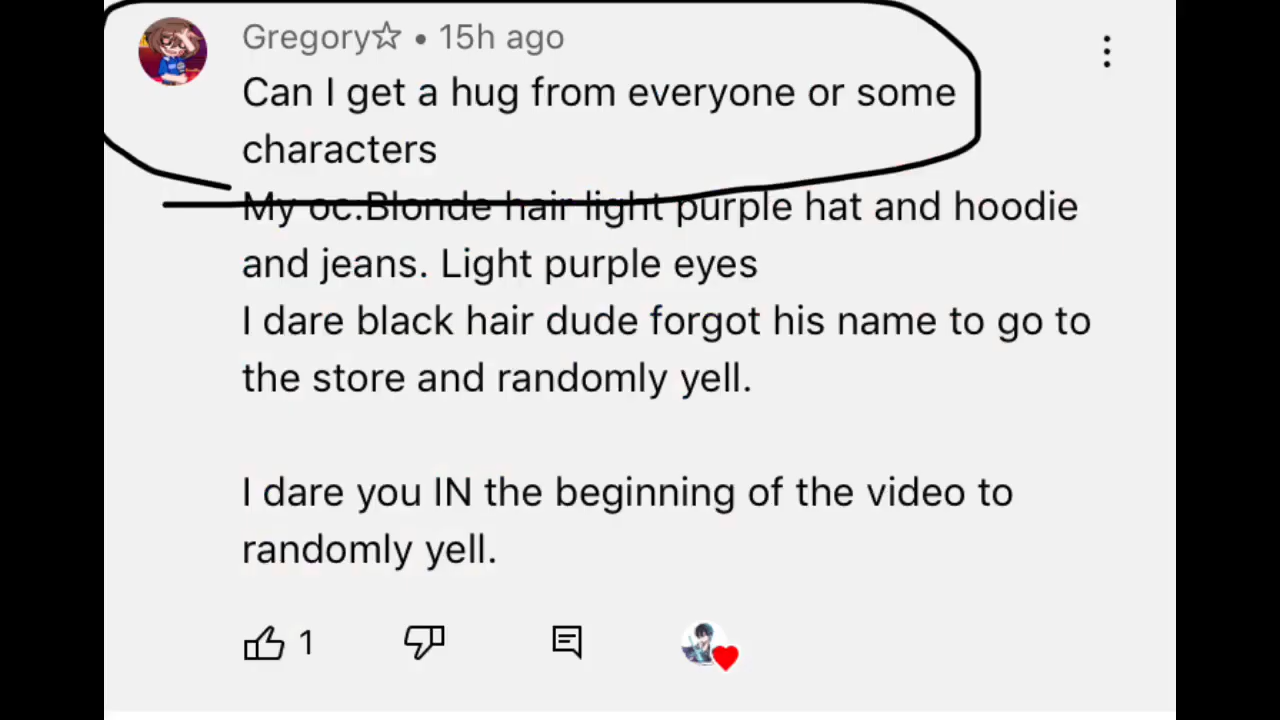 Gregory☆ • 15h ago
Can I get a hug from everyone or some
characters
My oc.Blonde hair light purple hat and hoodie
and jeans. Light purple eyes
I dare black hair dude forgot his name to go to
the store and randomly yell.
I dare you IN the beginning of the video to
randomly yell.
1